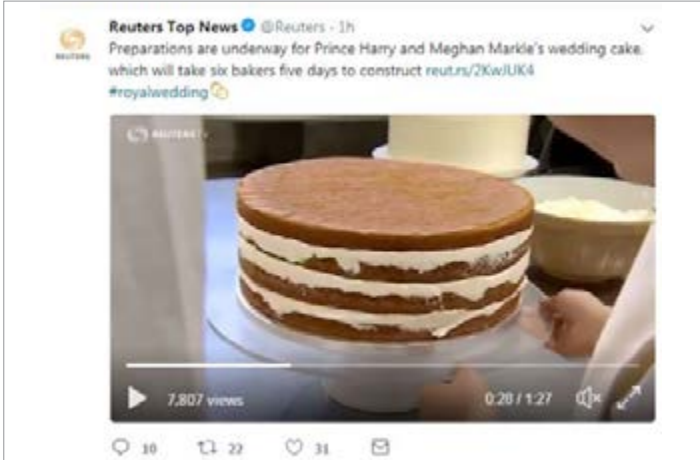 Reuters Top News @Reuters · 1h
Preparations are underway for Prince Harry and Meghan Markle's wedding cake,
which will take six bakers five days to construct reut.rs/2KwJUK4
#royalwedding
REUTERS
REUTERS
7,807 views
0:28 / 1:27
10 22 31